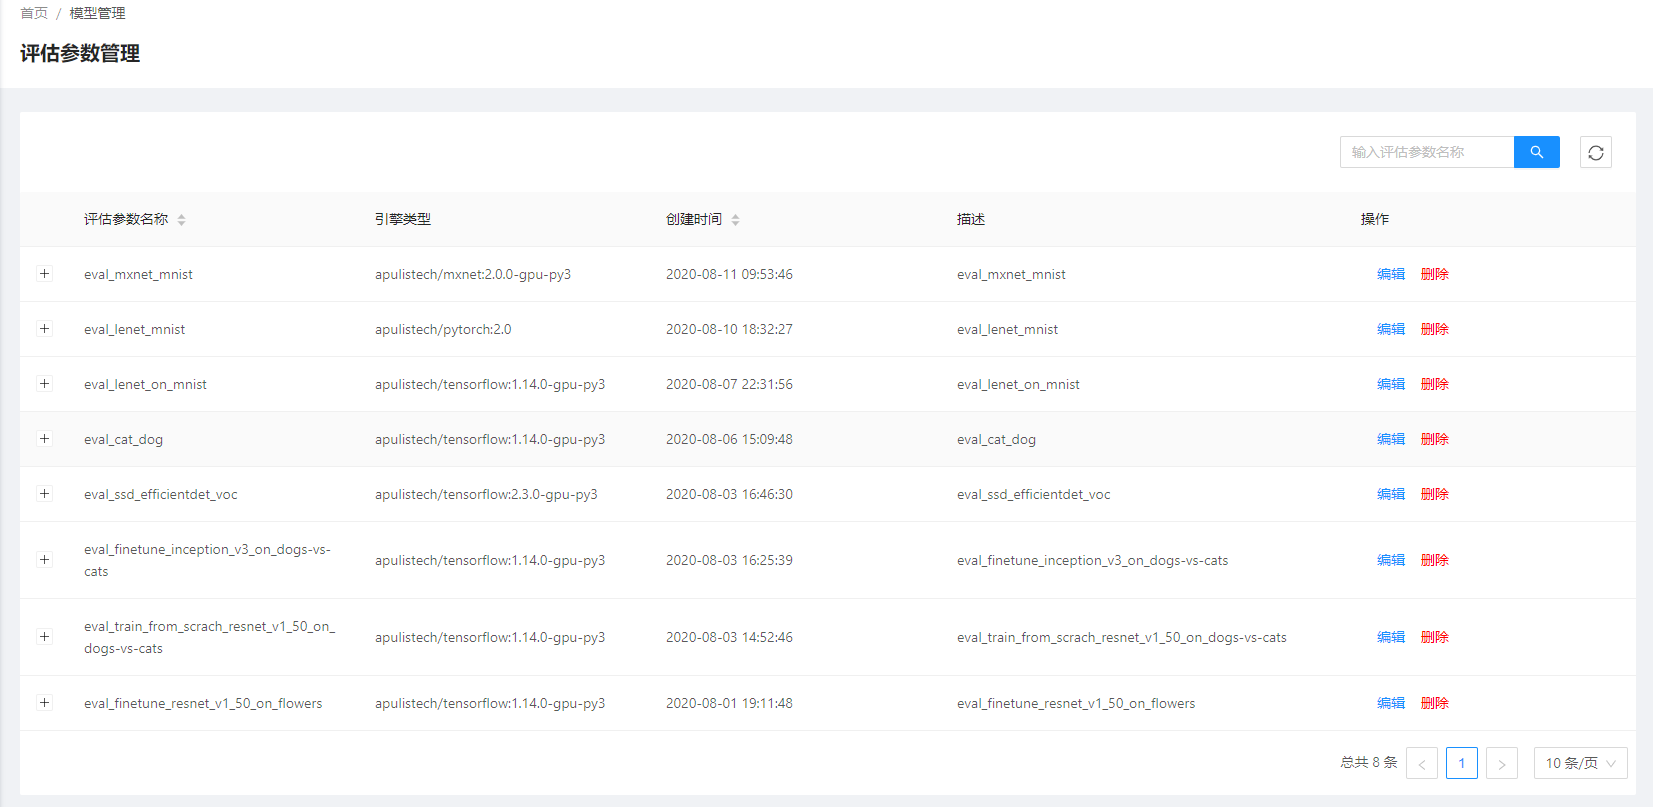 首页 / 模型管理
评估参数管理
输入评估参数名称
评估参数名称 引擎类型 创建时间 描述 操作
eval_mxnet_mnist apulistech/mxnet:2.0.0-gpu-py3 2020-08-11 09:53:46 eval_mxnet_mnist 编辑 删除
eval_lenet_mnist apulistech/pytorch:2.0 2020-08-10 18:32:27 eval_lenet_mnist 编辑 删除
eval_lenet_on_mnist apulistech/tensorflow:1.14.0-gpu-py3 2020-08-07 22:31:56 eval_lenet_on_mnist 编辑 删除
eval_cat_dog apulistech/tensorflow:1.14.0-gpu-py3 2020-08-06 15:09:48 eval_cat_dog 编辑 删除
eval_ssd_efficientdet_voc apulistech/tensorflow:2.3.0-gpu-py3 2020-08-03 16:46:30 eval_ssd_efficientdet_voc 编辑 删除
eval_finetune_inception_v3_on_dogs-vs-
cats apulistech/tensorflow:1.14.0-gpu-py3 2020-08-03 16:25:39 eval_finetune_inception_v3_on_dogs-vs-cats 编辑 删除
eval_train_from_scrach_resnet_v1_50_on_
dogs-vs-cats apulistech/tensorflow:1.14.0-gpu-py3 2020-08-03 14:52:46 eval_train_from_scrach_resnet_v1_50_on_dogs-vs-cats 编辑 删除
eval_finetune_resnet_v1_50_on_flowers apulistech/tensorflow:1.14.0-gpu-py3 2020-08-01 19:11:48 eval_finetune_resnet_v1_50_on_flowers 编辑 删除
总共 8 条 < 1 > 10 条/页